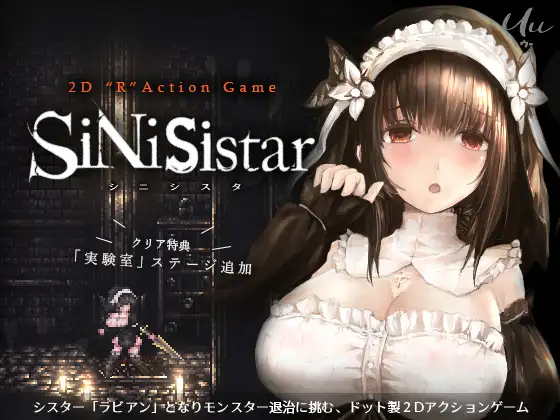 Yu
ゥー
2D "R"Action Game
SiNiSistar
シニシスタ
クリア特典
「実験室」ステージ追加
シスター「ラビアン」となりモンスター退治に挑む、ドット製2Dアクションゲーム